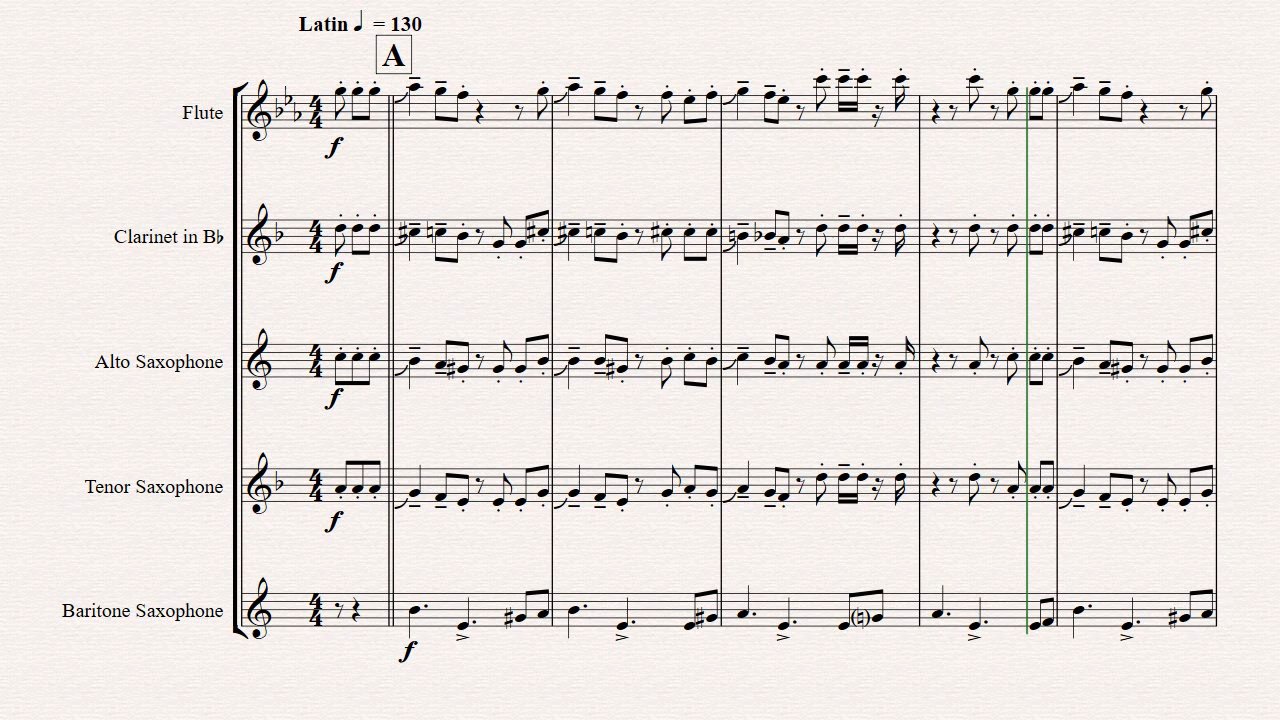 Latin ♩ = 130
A
Flute
f
Clarinet in B♭
f
Alto Saxophone
f
Tenor Saxophone
f
Baritone Saxophone
f